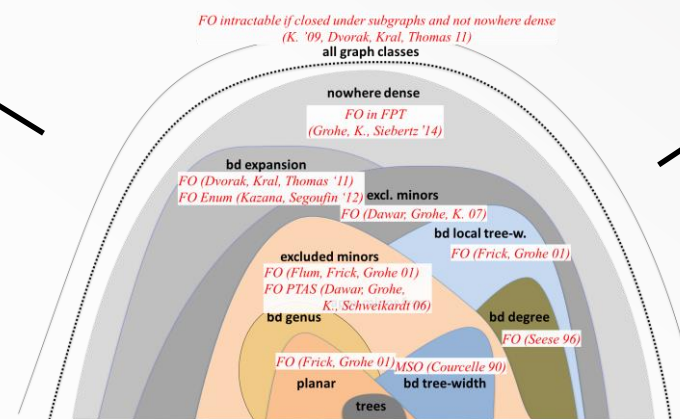 FO intractable if closed under subgraphs and not nowhere dense
(K. '09, Dvorak, Kral, Thomas 11)
all graph classes
nowhere dense
FO in FPT
(Grohe, K., Siebertz '14)
bd expansion
FO (Dvorak, Kral, Thomas '11)
FO Enum (Kazana, Segoufin '12)
excl. minors
FO (Dawar, Grohe, K. 07)
bd local tree-w.
FO (Frick, Grohe 01)
excluded minors
FO (Flum, Frick, Grohe 01)
FO PTAS (Dawar, Grohe,
K., Schweikardt 06)
bd genus
bd degree
FO (Seese 96)
FO (Frick, Grohe 01)
MSO (Courcelle 90)
planar
bd tree-width
trees